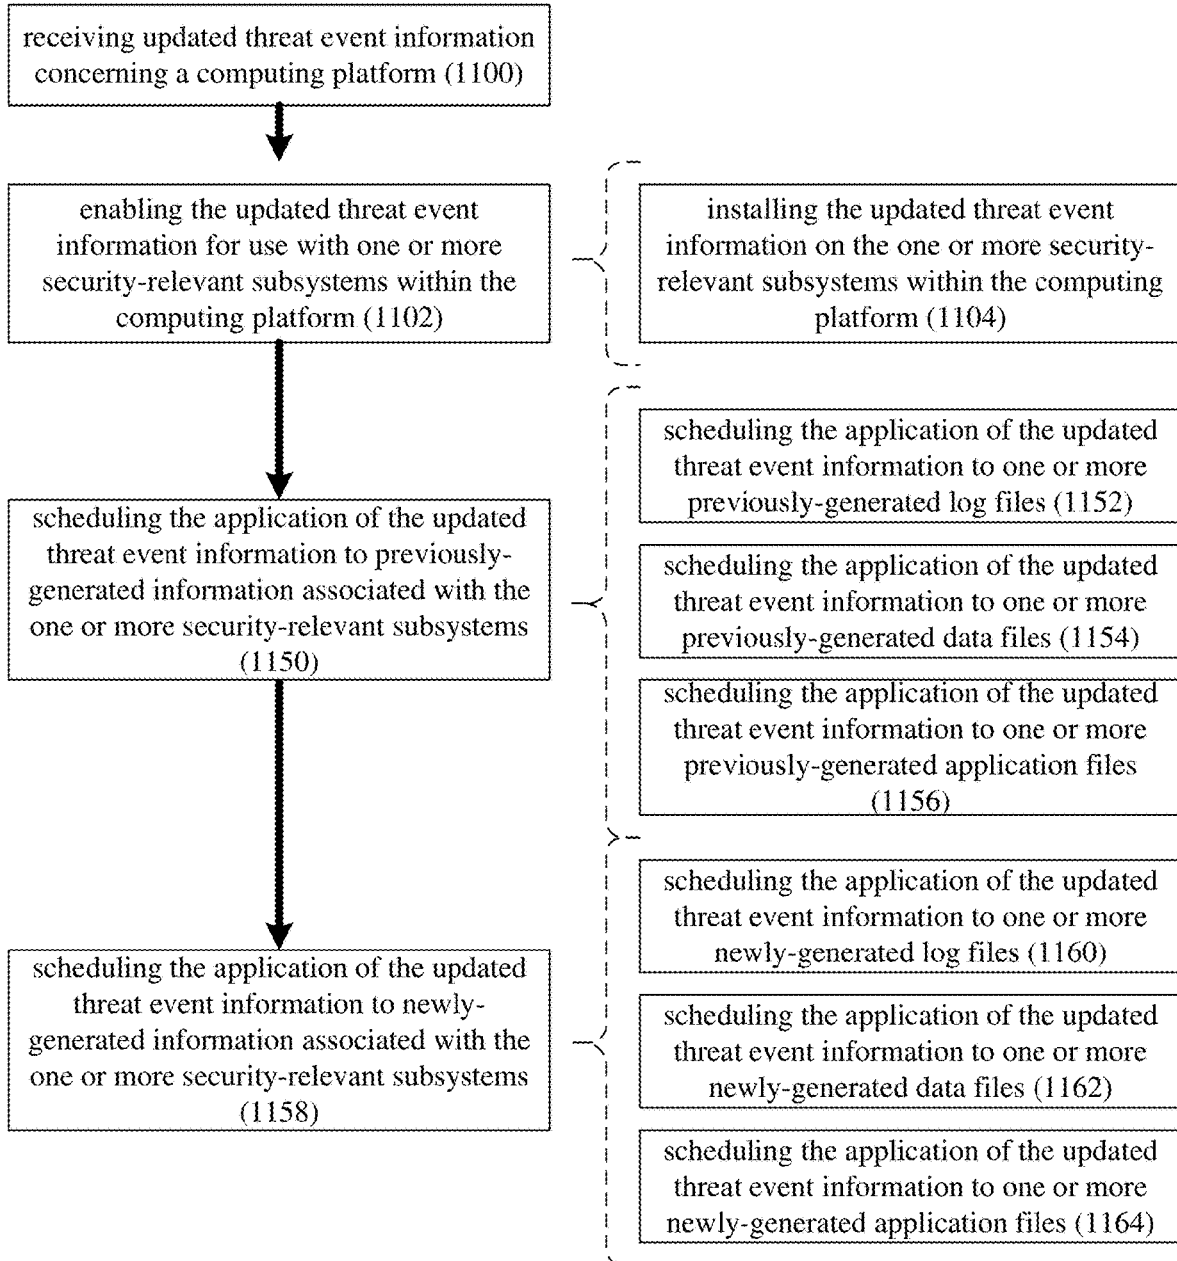 receiving updated threat event information
concerning a computing platform (1100)
enabling the updated threat event
information for use with one or more
security-relevant subsystems within the
computing platform (1102)
installing the updated threat event
information on the one or more security-
relevant subsystems within the computing
platform (1104)
scheduling the application of the updated
threat event information to previously-
generated information associated with the
one or more security-relevant subsystems
(1150)
scheduling the application of the updated
threat event information to one or more
previously-generated log files (1152)
scheduling the application of the updated
threat event information to one or more
previously-generated data files (1154)
scheduling the application of the updated
threat event information to one or more
previously-generated application files
(1156)
scheduling the application of the updated
threat event information to newly-
generated information associated with the
one or more security-relevant subsystems
(1158)
scheduling the application of the updated
threat event information to one or more
newly-generated log files (1160)
scheduling the application of the updated
threat event information to one or more
newly-generated data files (1162)
scheduling the application of the updated
threat event information to one or more
newly-generated application files (1164)